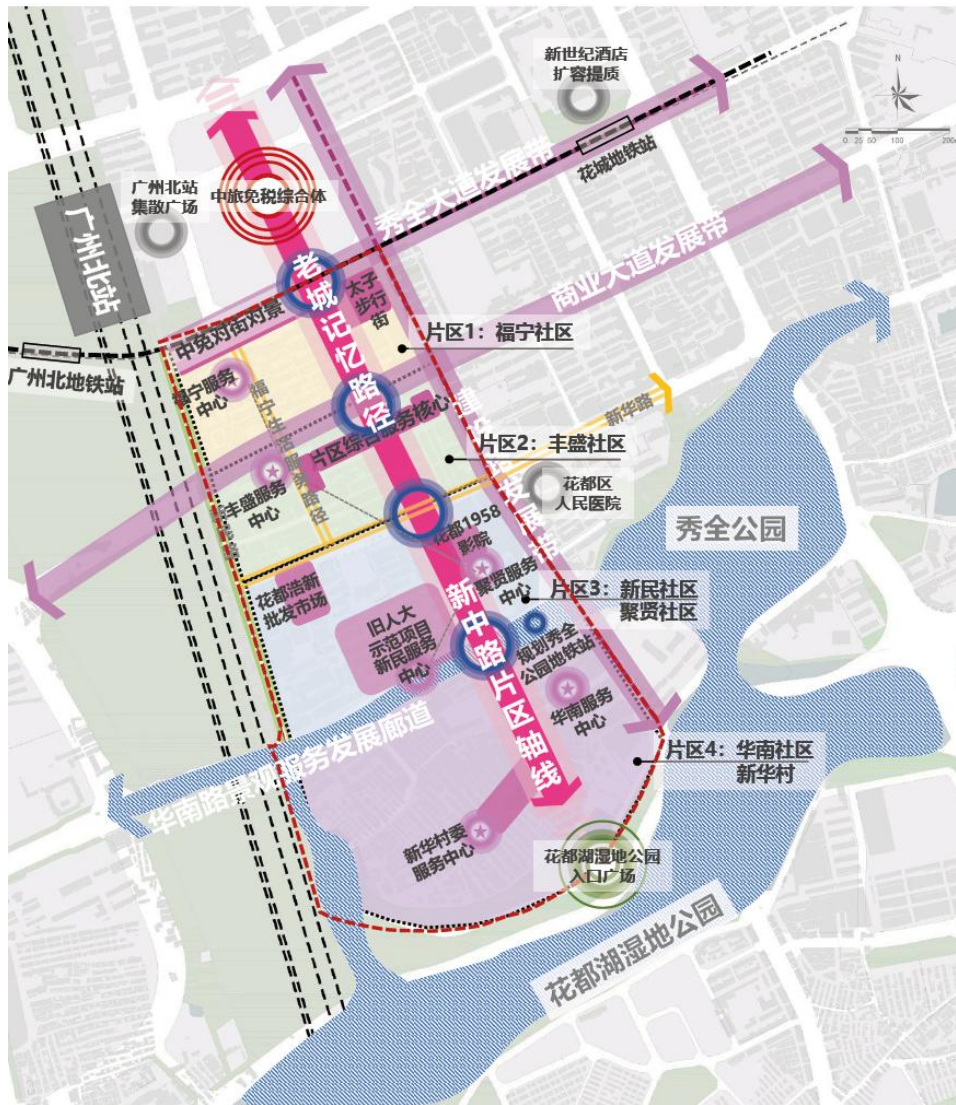 新世纪酒店
扩容提质
N
0 25 50 100 200
花城地铁站
广州北站
集散广场
中旅免税综合体
秀全大道发展带
广州北站
商业大道发展带
老城记忆路径
太子
步行
街
中苑对街对景
片区1：福宁社区
广州北地铁站
福宁服务
中心
福宁生活服务路径
新华路
片区综合服务核心
片区2：丰盛社区
丰盛服务
中心
花都区
人民医院
秀全公园
花都1958
影院
花都浩新
批发市场
聚贤服务
中心
片区3：新民社区
聚贤社区
旧人大
示范项目
新民服务
中心
规划秀全
公园地铁站
新中路片区轴线
华南服务
中心
华南路景观服务发展廊道
片区4：华南社区
新华村
新华村委
服务中心
花都湖湿地公园
入口广场
花都湖湿地公园